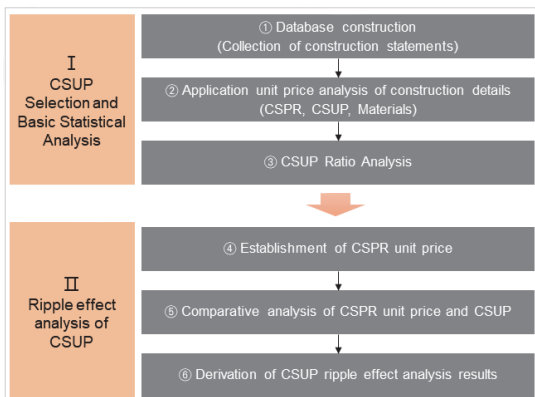 Ⅰ
CSUP
Selection and
Basic Statistical
Analysis
① Database construction
(Collection of construction statements)
② Application unit price analysis of construction details
(CSPR, CSUP, Materials)
③ CSUP Ratio Analysis
Ⅱ
Ripple effect
analysis of
CSUP
④ Establishment of CSPR unit price
⑤ Comparative analysis of CSPR unit price and CSUP
⑥ Derivation of CSUP ripple effect analysis results